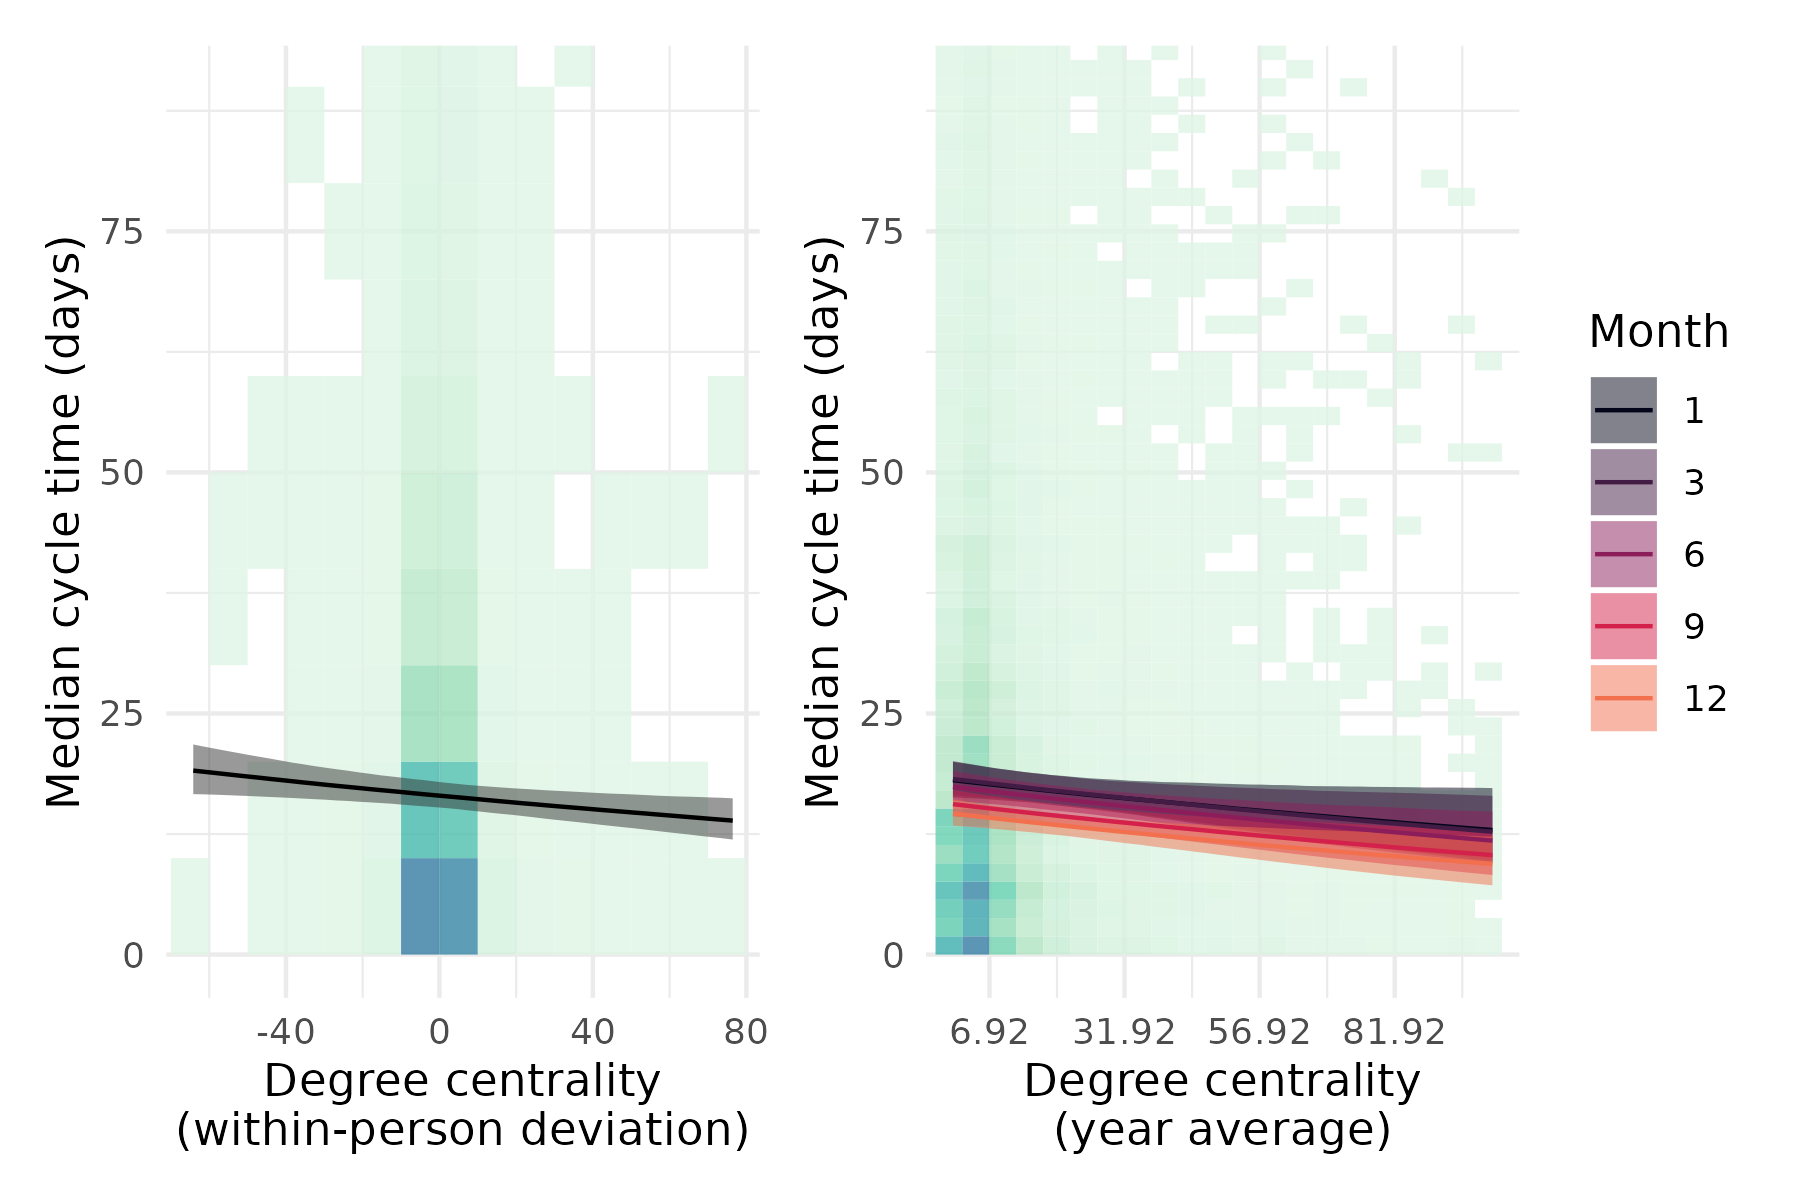 Median cycle time (days)
75
50
25
0
-40 0 40 80
Degree centrality
(within-person deviation)
Median cycle time (days)
75
50
25
0
6.92 31.92 56.92 81.92
Degree centrality
(year average)
Month
1
3
6
9
12